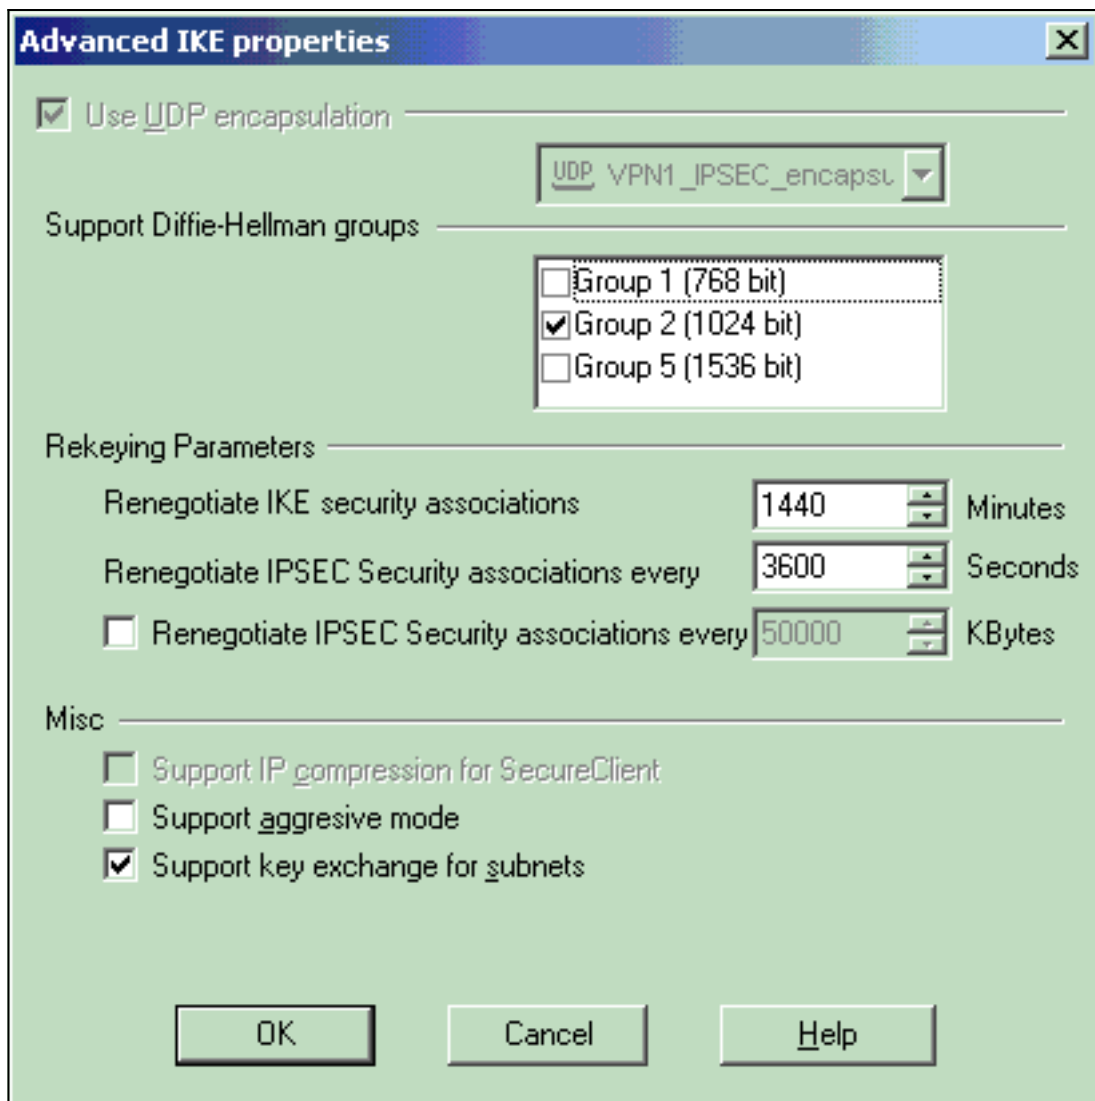 Advanced IKE properties
Use UDP encapsulation
UDP VPN1_IPSEC_encapsu
Support Diffie-Hellman groups
Group 1 (768 bit)
Group 2 (1024 bit)
Group 5 (1536 bit)
Rekeying Parameters
Renegotiate IKE security associations 1440 Minutes
Renegotiate IPSEC Security associations every 3600 Seconds
Renegotiate IPSEC Security associations every 50000 KBytes
Misc
Support IP compression for SecureClient
Support aggresive mode
Support key exchange for subnets
OK Cancel Help